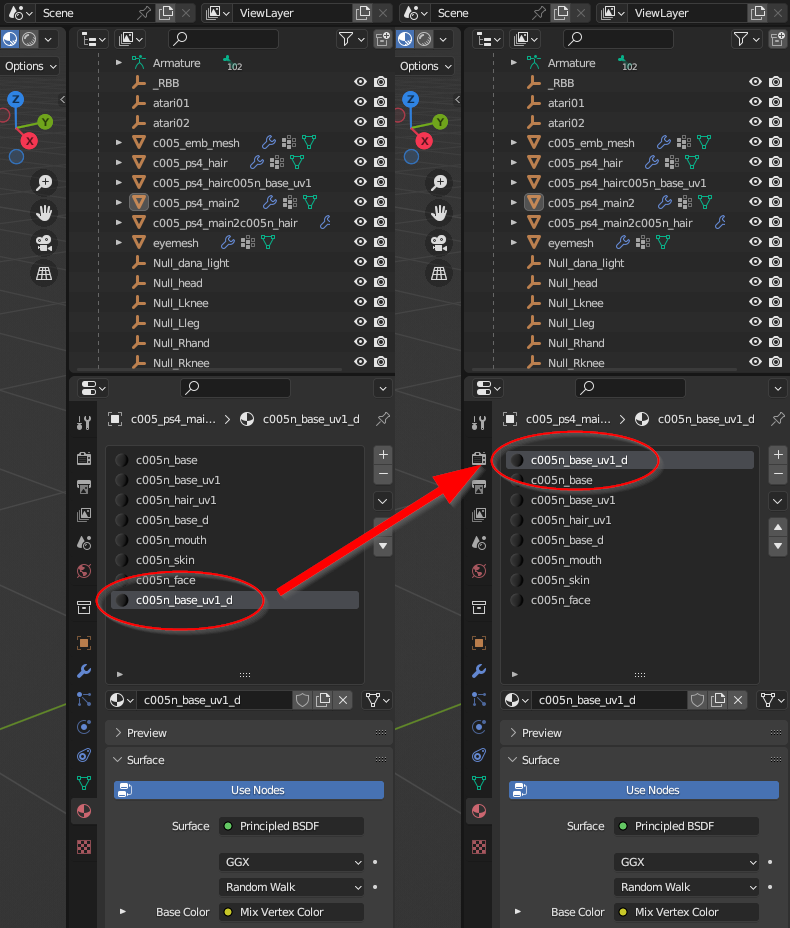 Scene
ViewLayer
Options
Z
Y
X
Armature
102
_RBB
atari01
atari02
c005_emb_mesh
c005_ps4_hair
c005_ps4_hairc005n_base_uv1
c005_ps4_main2
c005_ps4_main2c005n_hair
eyemesh
Null_dana_light
Null_head
Null_Lknee
Null_Lleg
Null_Rhand
Null_Rknee
c005_ps4_mai...
c005n_base_uv1_d
c005n_base
c005n_base_uv1
c005n_hair_uv1
c005n_base_d
c005n_mouth
c005n_skin
c005n_face
c005n_base_uv1_d
c005n_base_uv1_d
Preview
Surface
Use Nodes
Surface
Principled BSDF
GGX
Random Walk
Base Color
Mix Vertex Color
Scene
ViewLayer
Options
Z
Y
X
Armature
102
_RBB
atari01
atari02
c005_emb_mesh
c005_ps4_hair
c005_ps4_hairc005n_base_uv1
c005_ps4_main2
c005_ps4_main2c005n_hair
eyemesh
Null_dana_light
Null_head
Null_Lknee
Null_Lleg
Null_Rhand
Null_Rknee
c005_ps4_mai...
c005n_base_uv1_d
c005n_base_uv1_d
c005n_base
c005n_base_uv1
c005n_hair_uv1
c005n_base_d
c005n_mouth
c005n_skin
c005n_face
c005n_base_uv1_d
Preview
Surface
Use Nodes
Surface
Principled BSDF
GGX
Random Walk
Base Color
Mix Vertex Color